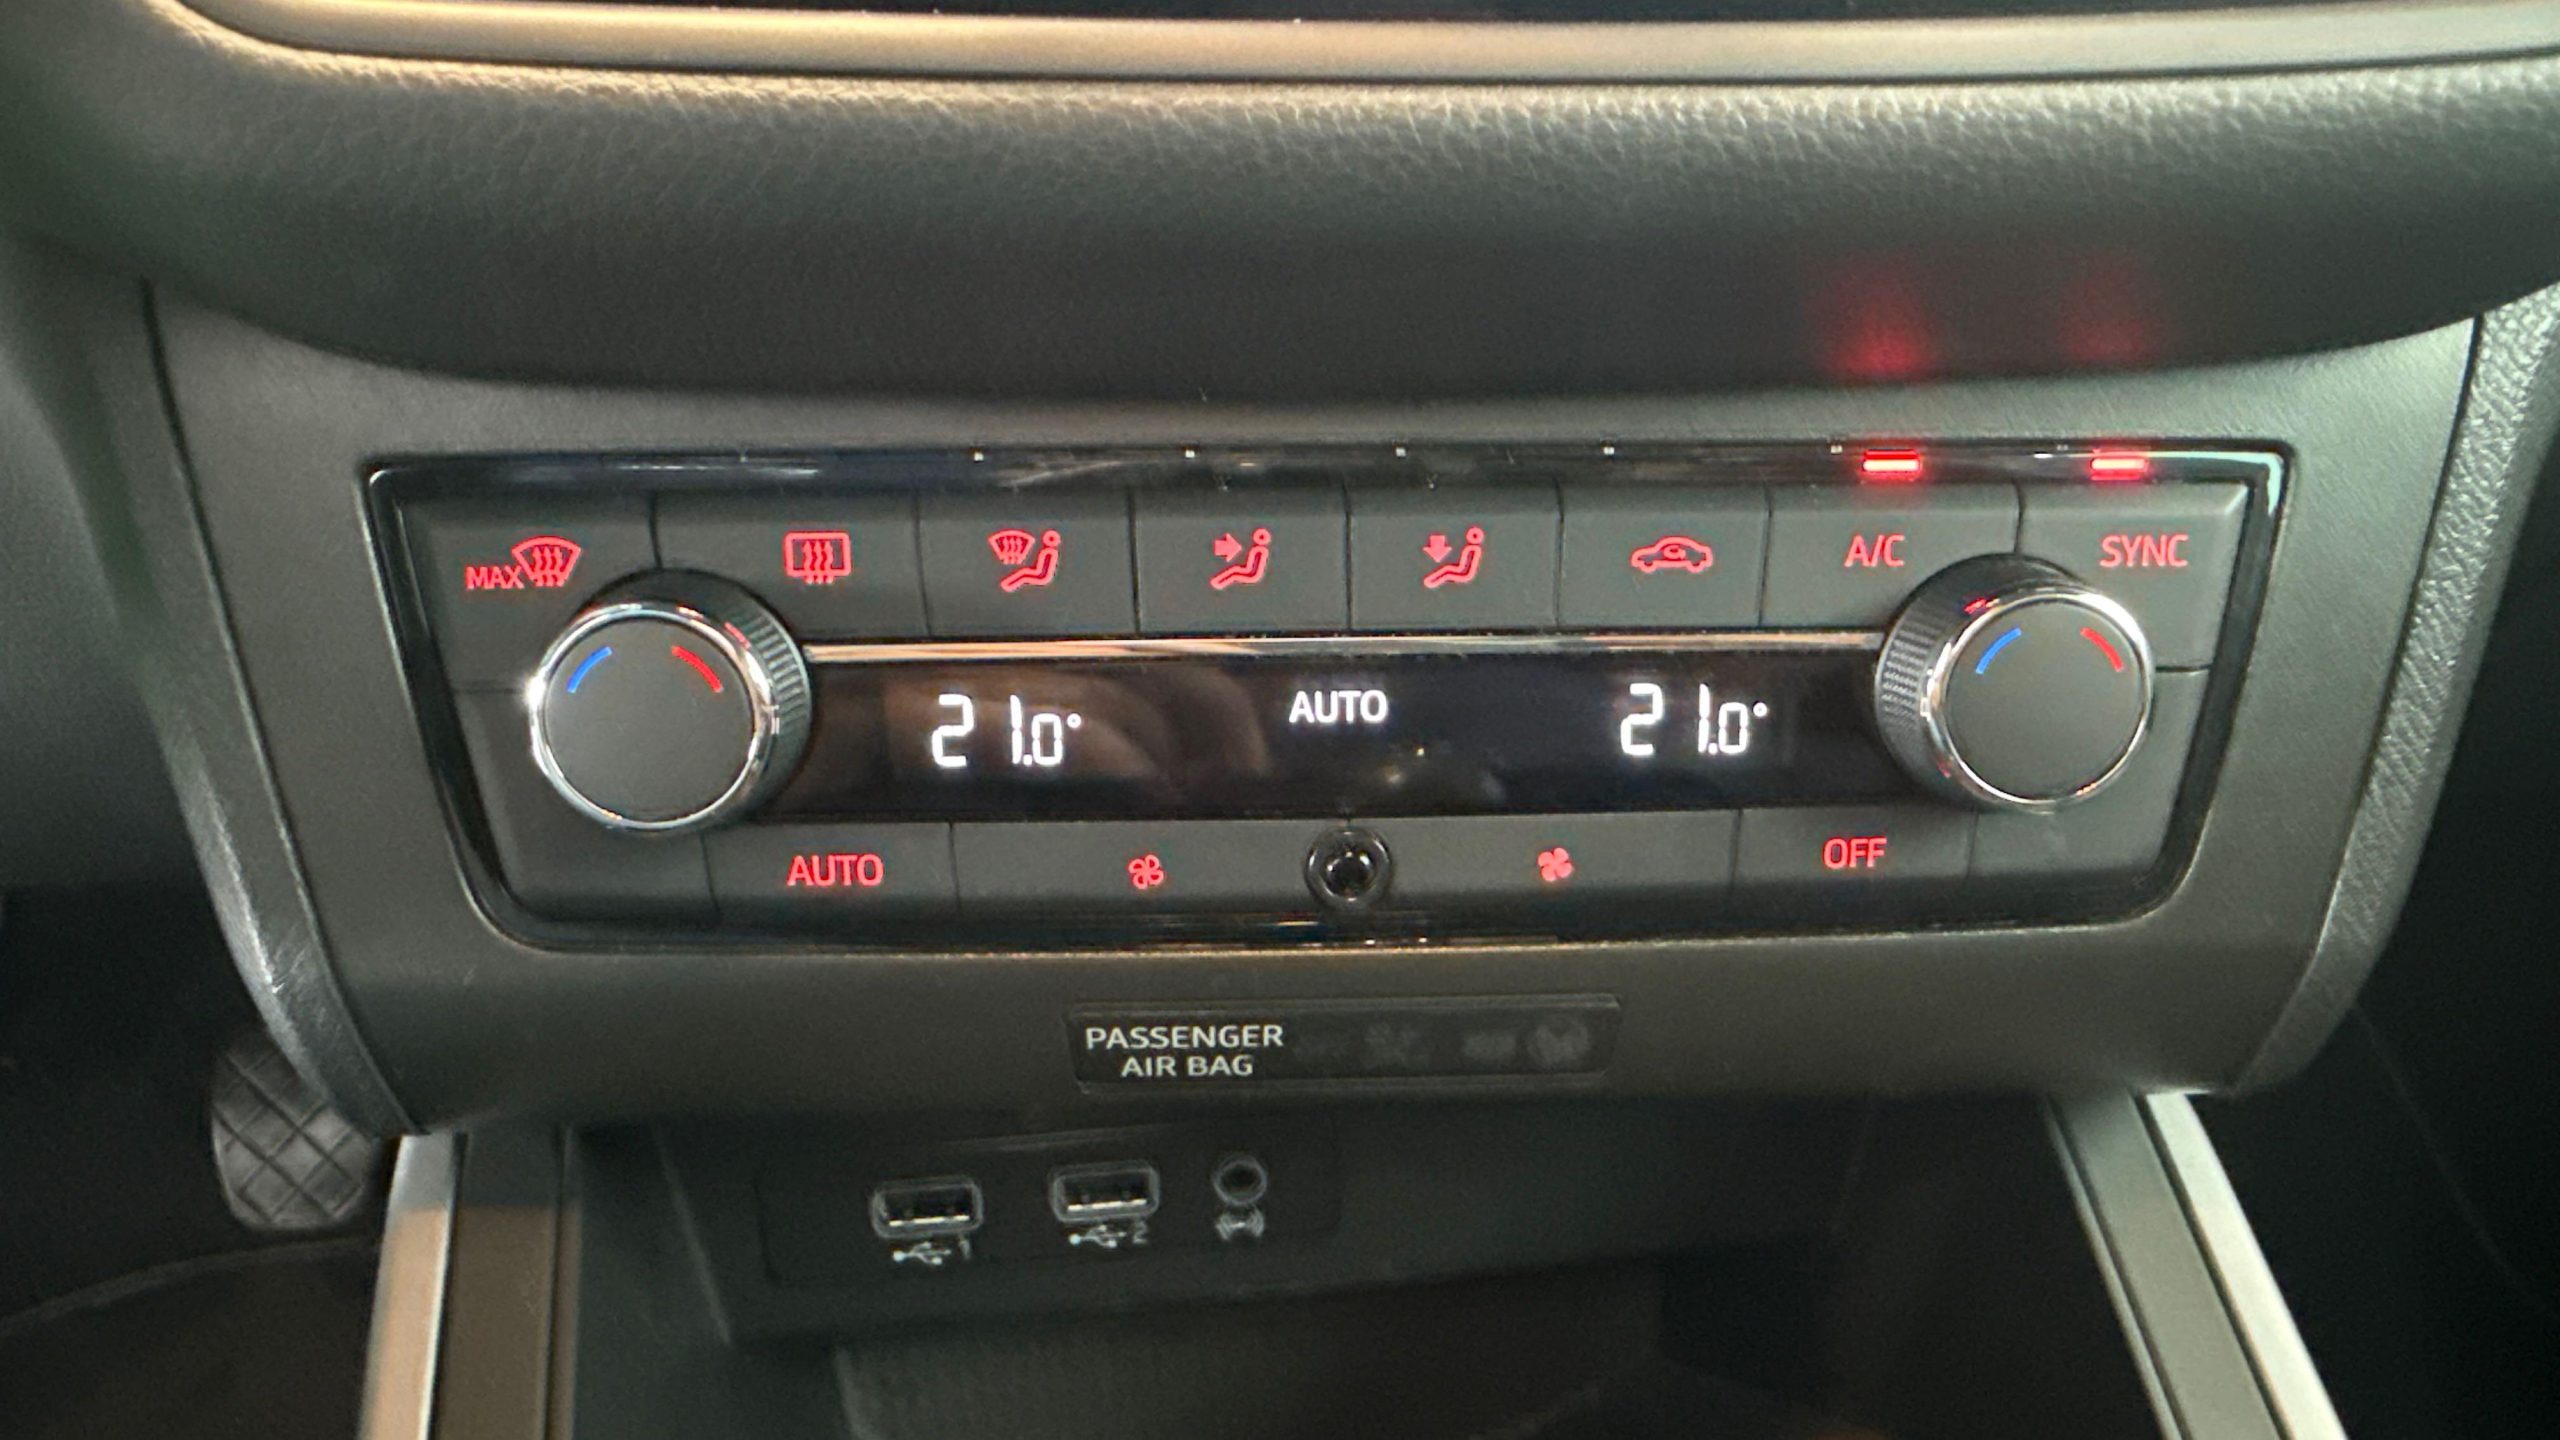 MAX
A/C
SYNC
21.0°
AUTO
21.0°
AUTO
OFF
PASSENGER
AIR BAG
1
2